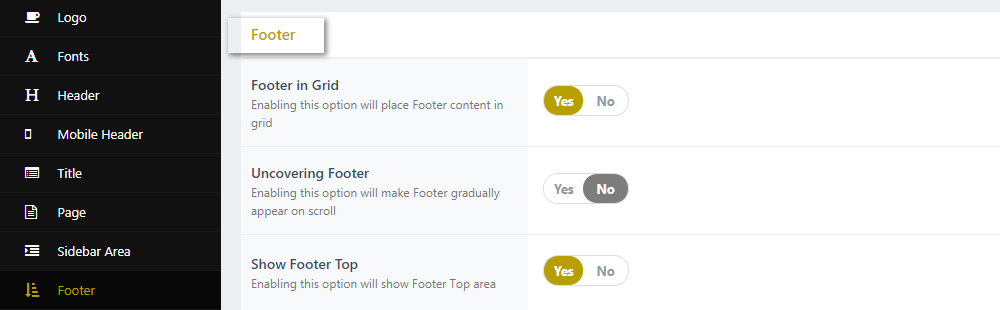 Logo
Fonts
Header
Mobile Header
Title
Page
Sidebar Area
Footer
Footer
Footer in Grid
Enabling this option will place Footer content in
grid
Yes No
Uncovering Footer
Enabling this option will make Footer gradually
appear on scroll
Yes No
Show Footer Top
Enabling this option will show Footer Top area
Yes No